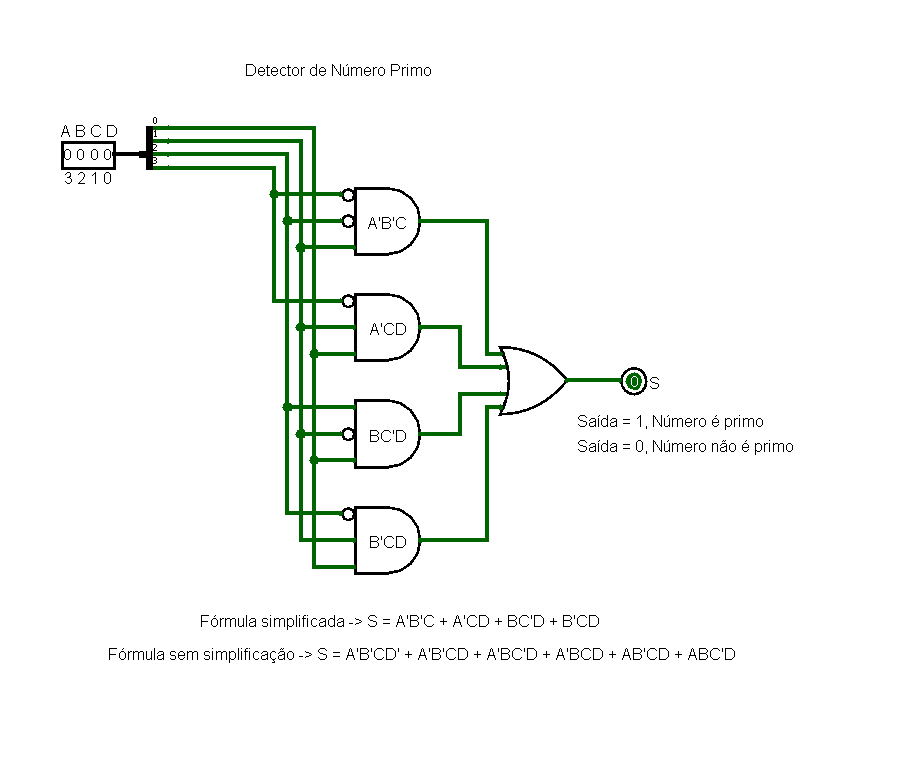 Detector de Número Primo
A B C D
0 0 0 0
3 2 1 0
0
1
2
3
A'B'C
A'CD
BC'D
B'CD
0 S
Saída = 1, Número é primo
Saída = 0, Número não é primo
Fórmula simplificada -> S = A'B'C + A'CD + BC'D + B'CD
Fórmula sem simplificação -> S = A'B'CD' + A'B'CD + A'BC'D + A'BCD + AB'CD + ABC'D